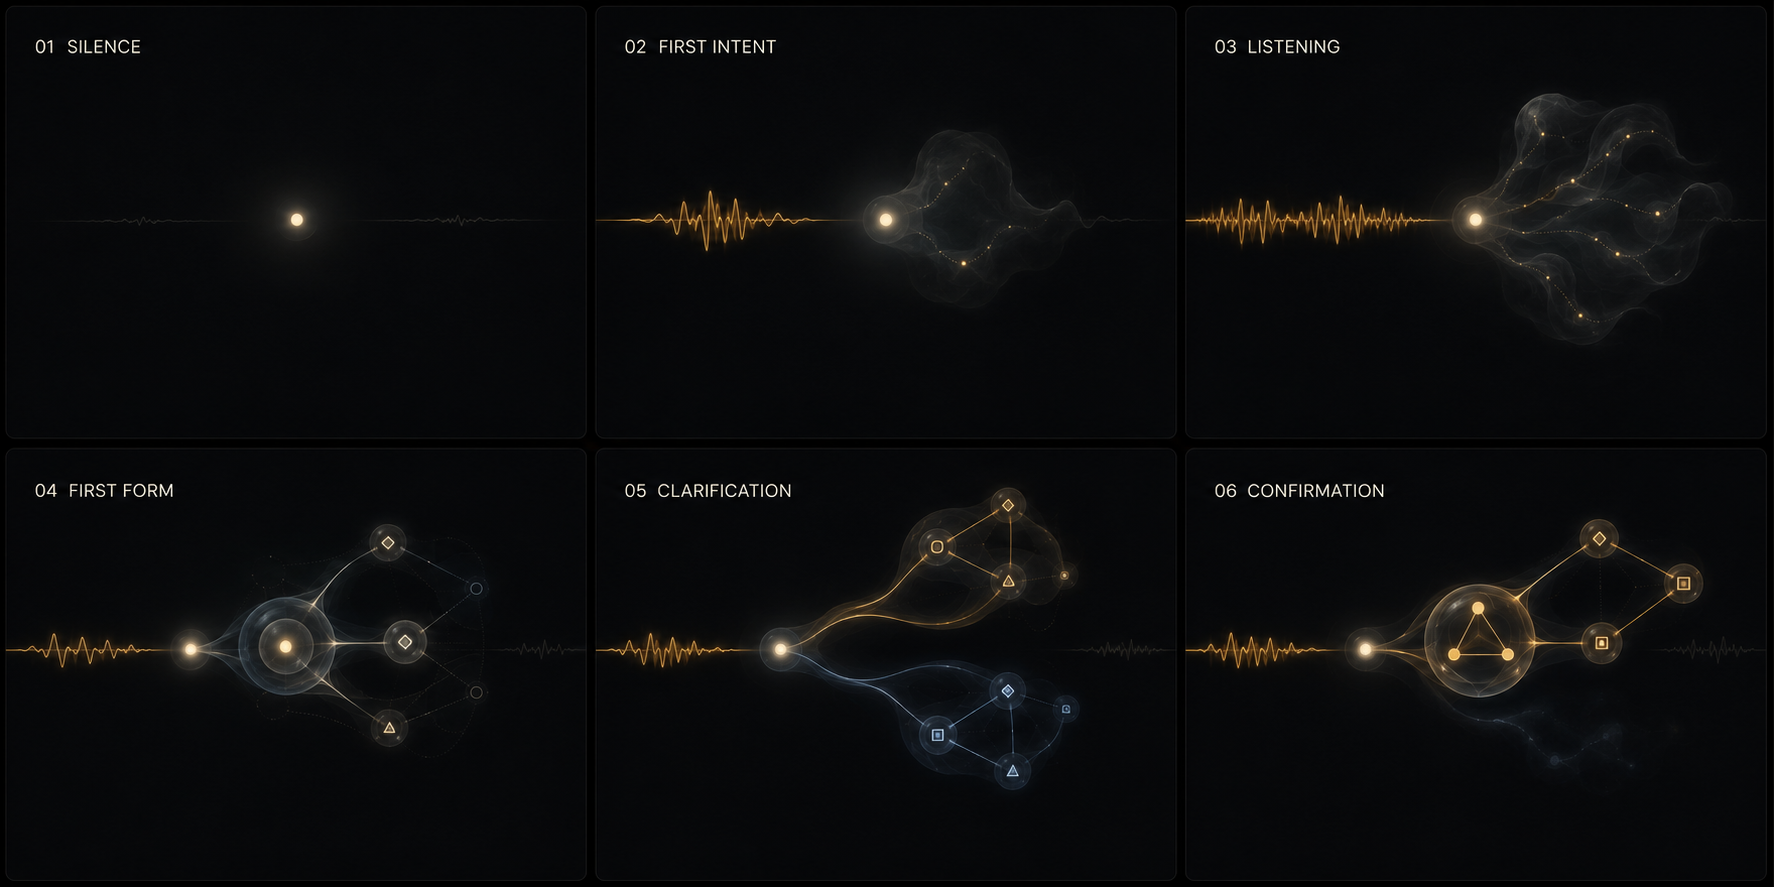 01 SILENCE
02 FIRST INTENT
03 LISTENING
04 FIRST FORM
05 CLARIFICATION
06 CONFIRMATION